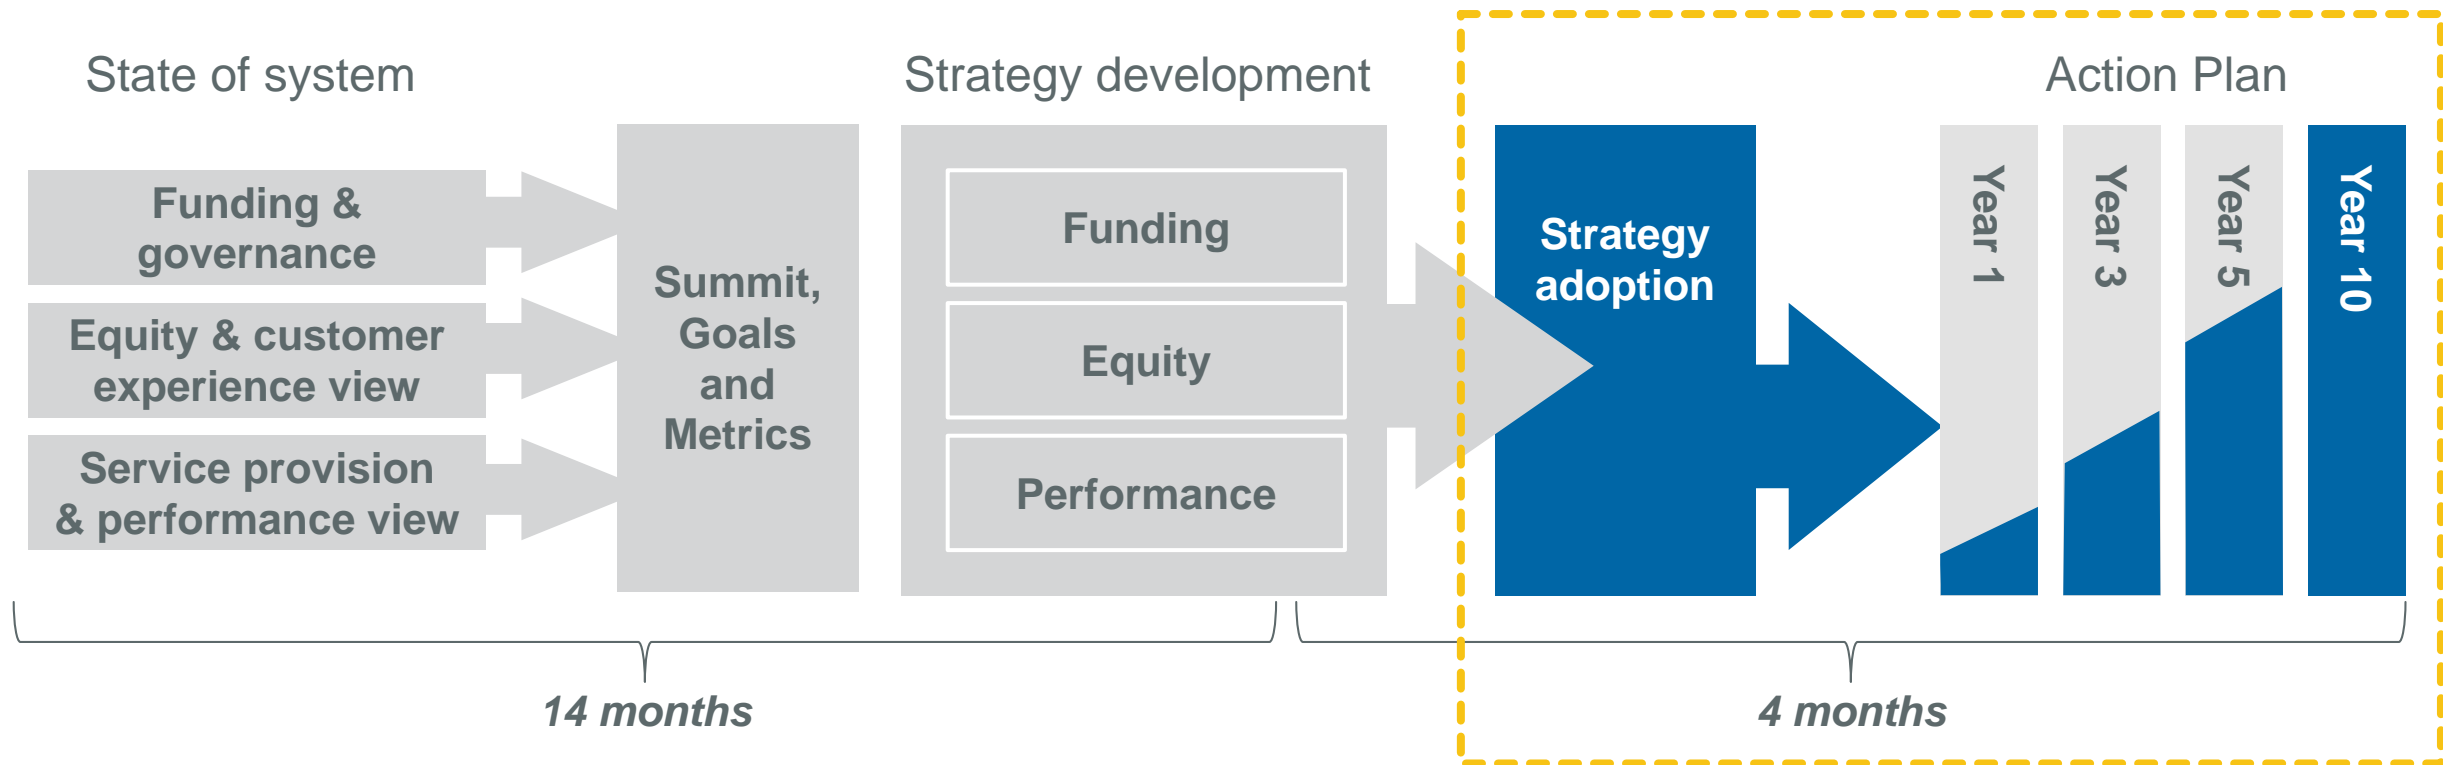 State of system
Funding &
governance
Equity & customer
experience view
Service provision
& performance view
Summit,
Goals
and
Metrics
Strategy development
Funding
Equity
Performance
Strategy
adoption
Action Plan
Year 1
Year 3
Year 5
Year 10
14 months
4 months